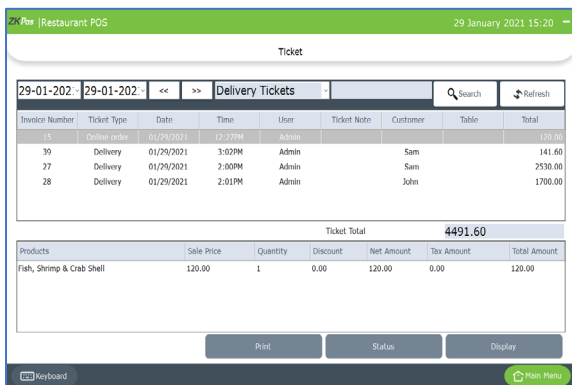 ZKPos |Restaurant POS 29 January 2021 15:20
Ticket
29-01-202 29-01-202 << >> Delivery Tickets Search Refresh
Invoice Number Ticket Type Date Time User Ticket Note Customer Table Total
15 Online order 01/29/2021 12:27PM Admin 120.00
39 Delivery 01/29/2021 3:02PM Admin Sam 141.60
27 Delivery 01/29/2021 2:00PM Admin Sam 2530.00
28 Delivery 01/29/2021 2:01PM Admin John 1700.00
Ticket Total 4491.60
Products Sale Price Quantity Discount Net Amount Tax Amount Total Amount
Fish, Shrimp & Crab Shell 120.00 1 0.00 120.00 0.00 120.00
Print Status Display
Keyboard Main Menu